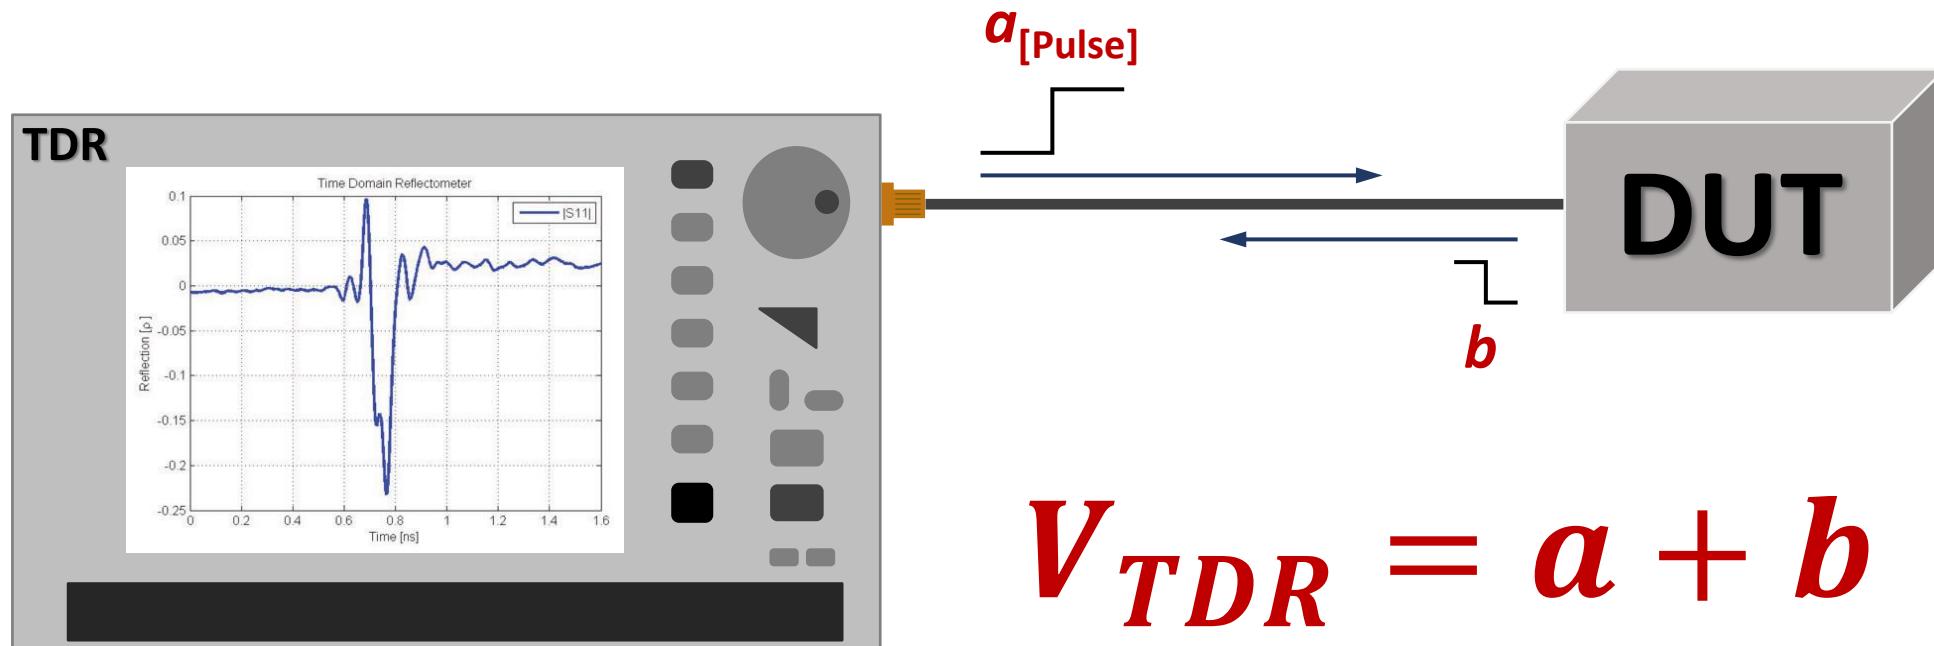 a[Pulse]
TDR
Time Domain Reflectometer
|S11|
0.1
0.05
0
-0.05
-0.1
-0.15
-0.2
-0.25
Reflection [ρ]
0 0.2 0.4 0.6 0.8 1 1.2 1.4 1.6
Time [ns]
DUT
b
V_TDR = a + b